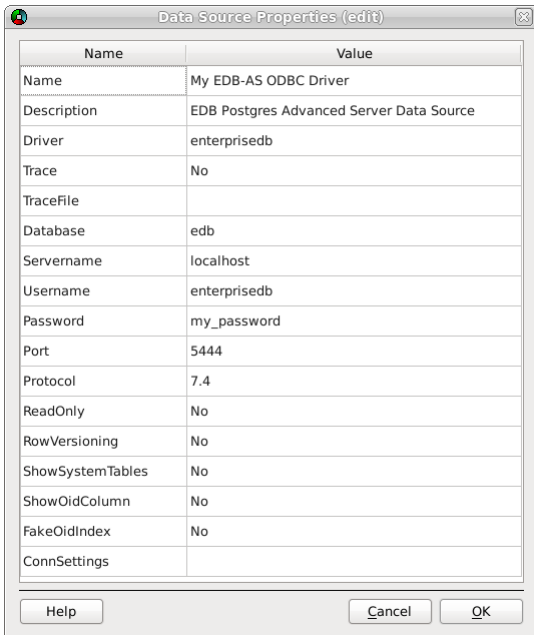 Data Source Properties (edit)
Name Value
Name My EDB-AS ODBC Driver
Description EDB Postgres Advanced Server Data Source
Driver enterprisedb
Trace No
TraceFile
Database edb
Servername localhost
Username enterprisedb
Password my_password
Port 5444
Protocol 7.4
ReadOnly No
RowVersioning No
ShowSystemTables No
ShowOidColumn No
FakeOidIndex No
ConnSettings
Help Cancel OK